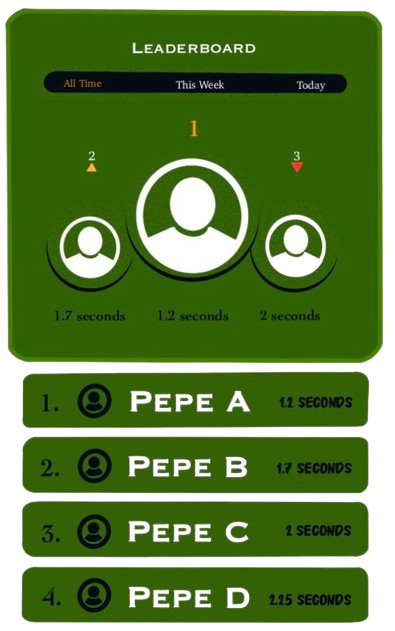 Leaderboard
All Time This Week Today
1
2 3
1.7 seconds 1.2 seconds 2 seconds
1. Pepe A 1.2 seconds
2. Pepe B 1.7 seconds
3. Pepe C 2 seconds
4. Pepe D 2.25 seconds